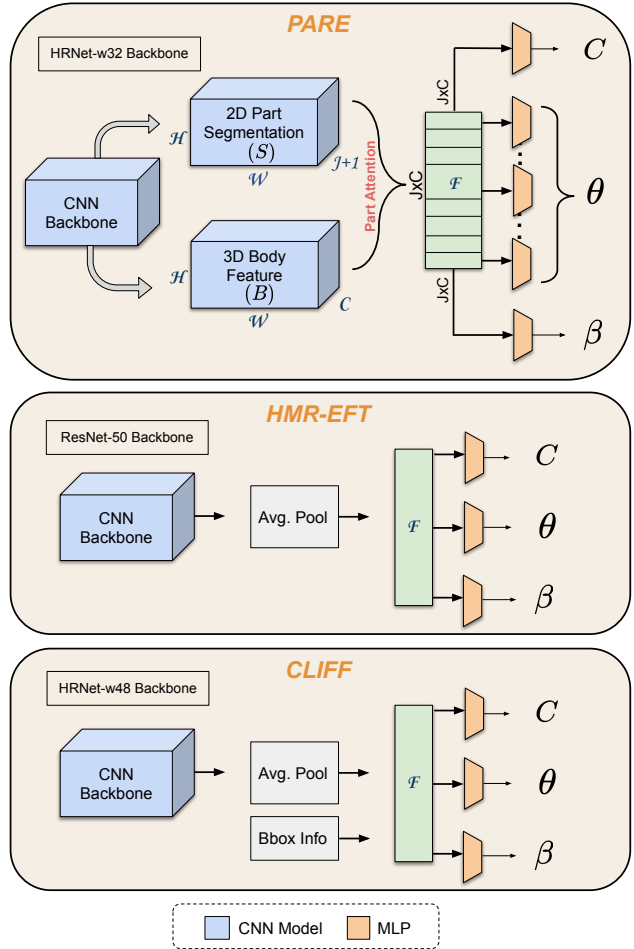 PARE
HRNet-w32 Backbone
CNN
Backbone
2D Part
Segmentation
(S)
H
W
J+1
3D Body
Feature
(B)
H
W
C
Part Attention
JxC
JxC
JxC
F
C
θ
β
HMR-EFT
ResNet-50 Backbone
CNN
Backbone
Avg. Pool
F
C
θ
β
CLIFF
HRNet-w48 Backbone
CNN
Backbone
Avg. Pool
Bbox Info
F
C
θ
β
CNN Model
MLP